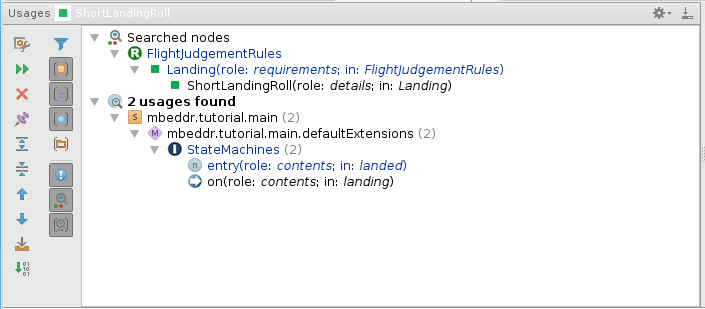 Usages ShortLandingRoll
Searched nodes
R FlightJudgementRules
Landing(role: requirements; in: FlightJudgementRules)
ShortLandingRoll(role: details; in: Landing)
2 usages found
S mbeddr.tutorial.main (2)
M mbeddr.tutorial.main.defaultExtensions (2)
I StateMachines (2)
n entry(role: contents; in: landed)
on(role: contents; in: landing)